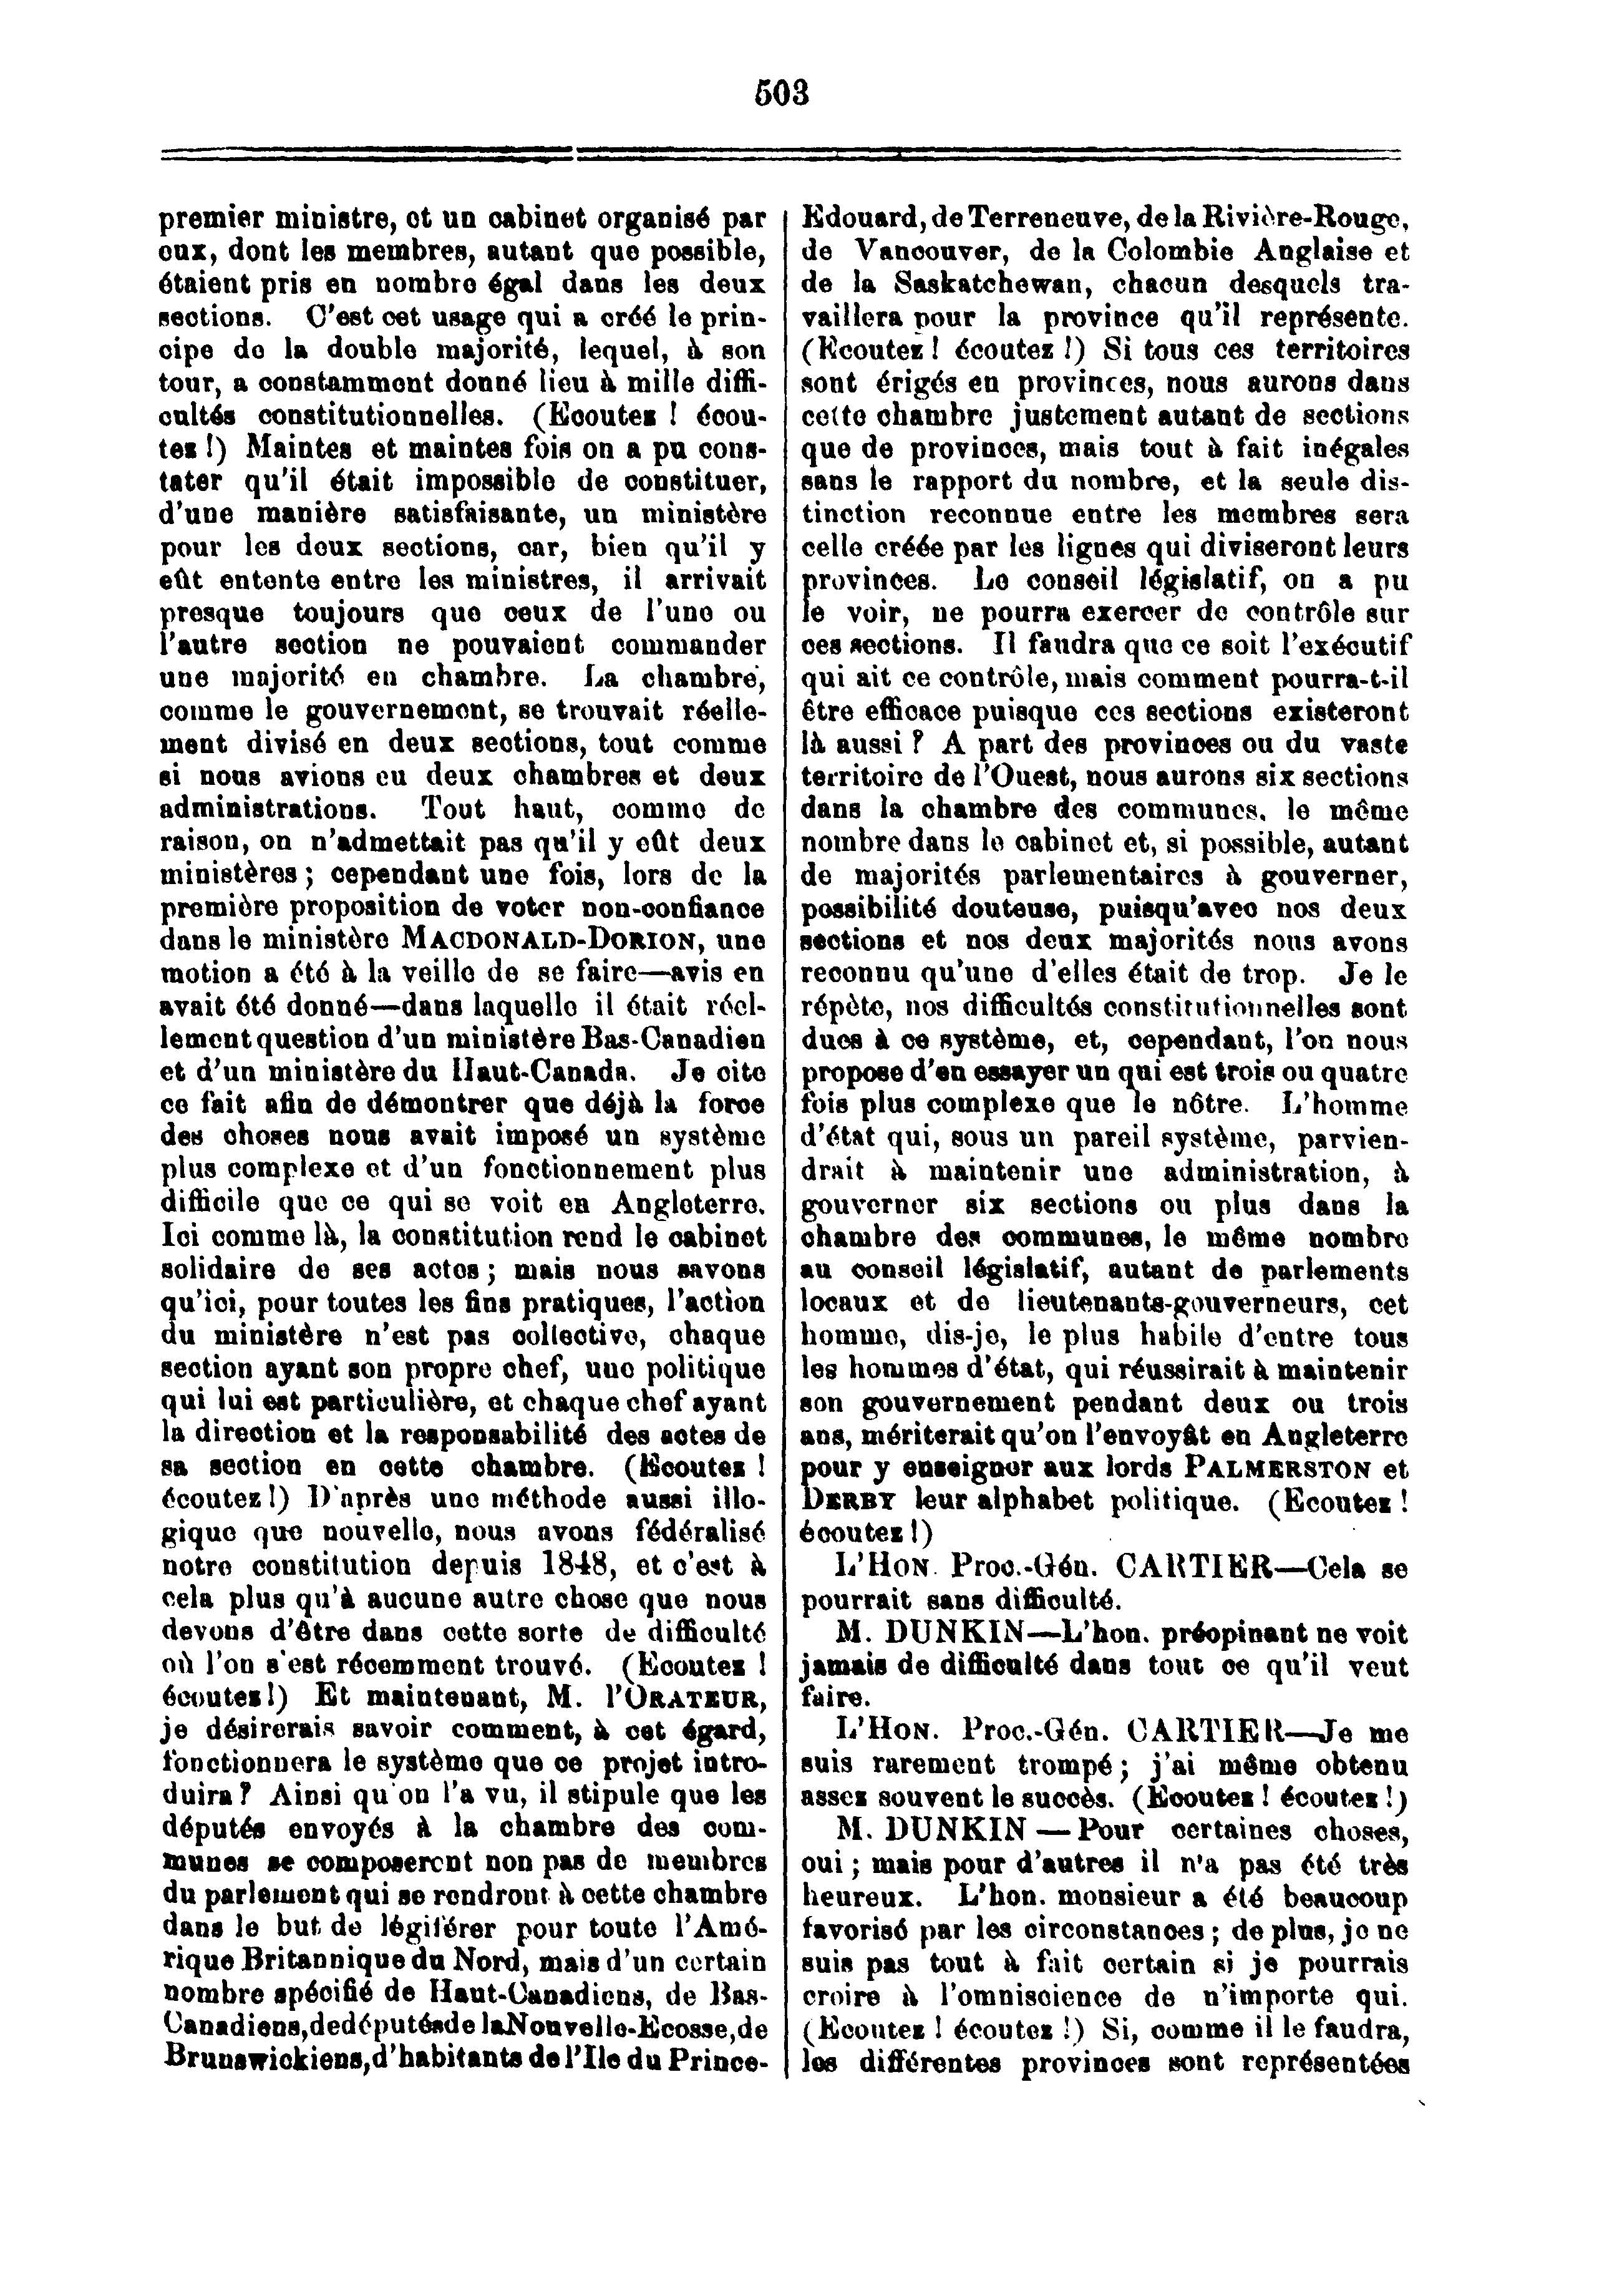 503
premier ministre, et un cabinet organisé par
eux, dont les membres, autant que possible,
étaient pris en nombre égal dans les deux
sections. C'est cet usage qui a créé le prin-
cipe de la double majorité, lequel, à son
tour, a constamment donné lieu à mille diffi-
cultés constitutionnelles. (Ecoutez ! écou-
tez !) Maintes et maintes fois on a pu cons-
tater qu'il était impossible de constituer,
d'une manière satisfaisante, un ministère
pour les deux sections, car, bien qu'il y
eût entente entre les ministres, il arrivait
presque toujours que ceux de l'une ou
l'autre section ne pouvaient commander
une majorité en chambre. La chambre,
comme le gouvernement, se trouvait réelle-
ment divisé en deux sections, tout comme
si nous avions eu deux chambres et deux
administrations. Tout haut, comme de
raison, on n'admettait pas qu'il y eût deux
ministères ; cependant une fois, lors de la
première proposition de voter non-confiance
dans le ministère MACDONALD-DORION, une
motion a été à la veille de se faire—avis en
avait été donné—dans laquelle il était réel-
lement question d'un ministère Bas-Canadien
et d'un ministère du Haut-Canada. Je cite
ce fait afin de démontrer que déjà la force
des choses nous avait imposé un système
plus complexe et d'un fonctionnement plus
difficile que ce qui se voit en Angleterre.
Ici comme là, la constitution rend le cabinet
solidaire de ses actes ; mais nous savons
qu'ici, pour toutes les fins pratiques, l'action
du ministère n'est pas collective, chaque
section ayant son propre chef, une politique
qui lui est particulière, et chaque chef ayant
la direction et la responsabilité des actes de
sa section en cette chambre. (Ecoutez !
écoutez !) D'après une méthode aussi illo-
gique que nouvelle, nous avons fédéralisé
notre constitution depuis 1848, et c'est à
cela plus qu'à aucune autre chose que nous
devons d'être dans cette sorte de difficulté
où l'on s'est récemment trouvé. (Ecoutez !
écoutez !) Et maintenant, M. l'ORATEUR,
je désirerais savoir comment, à cet égard,
fonctionnera le système que ce projet intro-
duira ? Ainsi qu'on l'a vu, il stipule que les
députés envoyés à la chambre des com-
munes se composeront non pas de membres
du parlement qui se rendront à cette chambre
dans le but de légiférer pour toute l'Amé-
rique Britannique du Nord, mais d'un certain
nombre spécifié de Haut-Canadiens, de Bas-
Canadiens, de députés de la Nouvelle-Ecosse, de
Brunswickiens, d'habitants de l'Ile du Prince-
Edouard, de Terreneuve, de la Rivière-Rouge,
de Vancouver, de la Colombie Anglaise et
de la Saskatchewan, chacun desquels tra-
vaillera pour la province qu'il représente.
(Ecoutez ! écoutez !) Si tous ces territoires
sont érigés en provinces, nous aurons dans
cette chambre justement autant de sections
que de provinces, mais tout à fait inégales
sans le rapport du nombre, et la seule dis-
tinction reconnue entre les membres sera
celle créée par les lignes qui diviseront leurs
provinces. Le conseil législatif, on a pu
le voir, ne pourra exercer de contrôle sur
ces sections. Il faudra que ce soit l'exécutif
qui ait ce contrôle, mais comment pourra-t-il
être efficace puisque ces sections existeront
là aussi ? A part des provinces ou du vaste
territoire de l'Ouest, nous aurons six sections
dans la chambre des communes, le même
nombre dans le cabinet et, si possible, autant
de majorités parlementaires à gouverner,
possibilité douteuse, puisqu'avec nos deux
sections et nos deux majorités nous avons
reconnu qu'une d'elles était de trop. Je le
répète, nos difficultés constitutionnelles sont
dues à ce système, et, cependant, l'on nous
propose d'en essayer un qui est trois ou quatre
fois plus complexe que le nôtre. L'homme
d'état qui, sous un pareil système, parvien-
drait à maintenir une administration, à
gouverner six sections ou plus dans la
chambre des communes, le même nombre
au conseil législatif, autant de parlements
locaux et de lieutenants-gouverneurs, cet
homme, dis-je, le plus habile d'entre tous
les hommes d'état, qui réussirait à maintenir
son gouvernement pendant deux ou trois
ans, mériterait qu'on l'envoyât en Angleterre
pour y enseigner aux lords PALMERSTON et
DERBY leur alphabet politique. (Ecoutez !
écoutez !)
L'HON. Proc.-Gén. CARTIER—Cela se
pourrait sans difficulté.
M. DUNKIN—L'hon. préopinant ne voit
jamais de difficulté dans tout ce qu'il veut
faire.
L'HON. Proc.-Gén. CARTIER—Je me
suis rarement trompé ; j'ai même obtenu
assez souvent le succès. (Ecoutez ! écoutez !)
M. DUNKIN — Pour certaines choses,
oui ; mais pour d'autres il n'a pas été très
heureux. L'hon. monsieur a été beaucoup
favorisé par les circonstances ; de plus, je ne
suis pas tout à fait certain si je pourrais
croire à l'omniscience de n'importe qui.
(Ecoutez ! écoutez !) Si, comme il le faudra,
les différentes provinces sont représentées